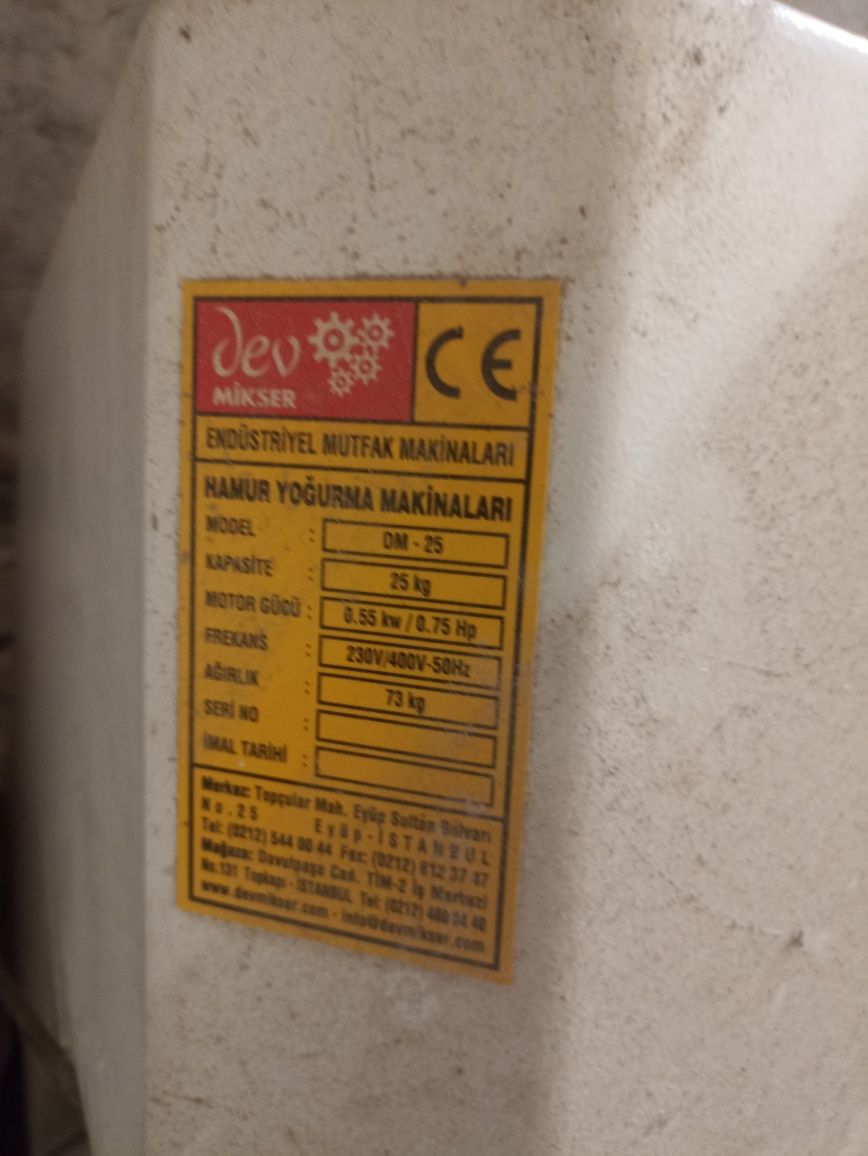 dev
MİKSER
CE
ENDÜSTRİYEL MUTFAK MAKİNALARI
HAMUR YOĞURMA MAKİNALARI
MODEL : DM - 25
KAPASİTE : 25 kg
MOTOR GÜCÜ : 0.55 kw / 0.75 Hp
FREKANS : 230V/400V-50Hz
AĞIRLIK : 73 kg
SERİ NO :
İMAL TARİHİ :
Merkez: Topçular Mah. Eyüp Sultan Bulvarı
No.25 Eyüp-İSTANBUL
Tel: (0212) 544 00 44 Fax: (0212) 612 37 47
Mağaza: Davutpaşa Cad. TİM-2 İş Merkezi
No.131 Topkapı - İSTANBUL Tel: (0212) 480 04 40
www.devmikser.com - info@devmikser.com